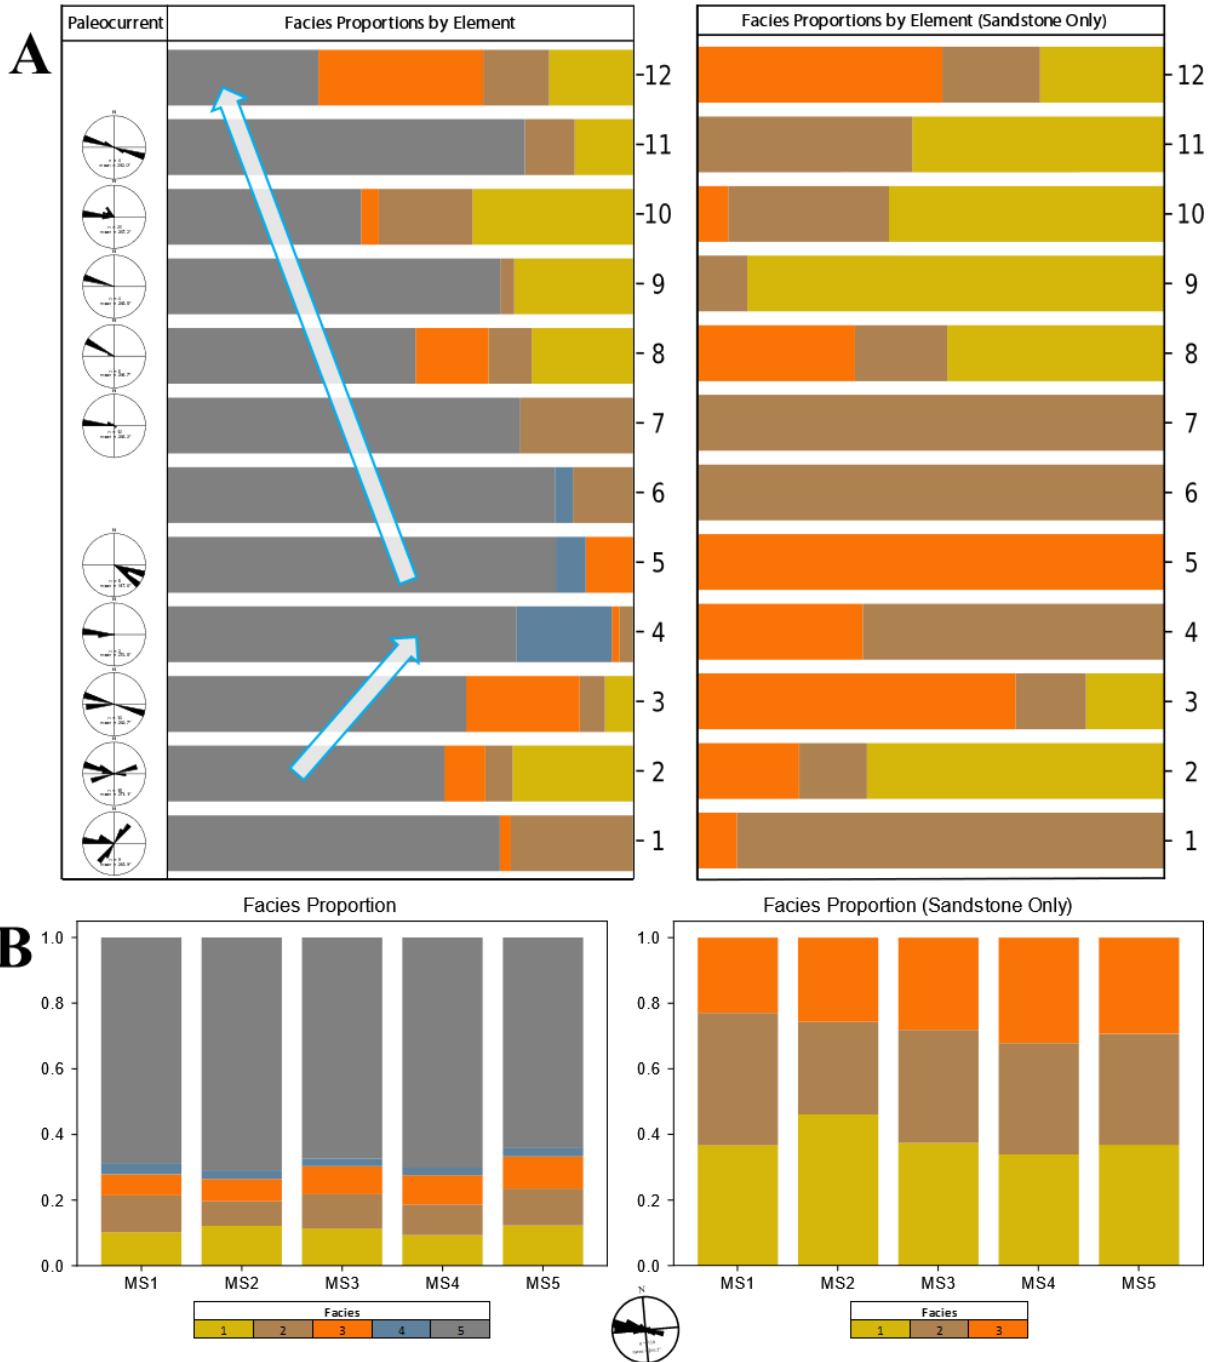 A
Paleocurrent
Facies Proportions by Element
Facies Proportions by Element (Sandstone Only)
12
12
N
11
11
10
10
N
9
9
N
8
8
N
7
7
6
6
N
5
5
N
4
4
N
3
3
N
2
2
N
1
1
B
Facies Proportion
Facies Proportion (Sandstone Only)
1.0
0.8
0.6
0.4
0.2
0.0
MS1 MS2 MS3 MS4 MS5
1.0
0.8
0.6
0.4
0.2
0.0
MS1 MS2 MS3 MS4 MS5
Facies
1 2 3 4 5
N
Facies
1 2 3